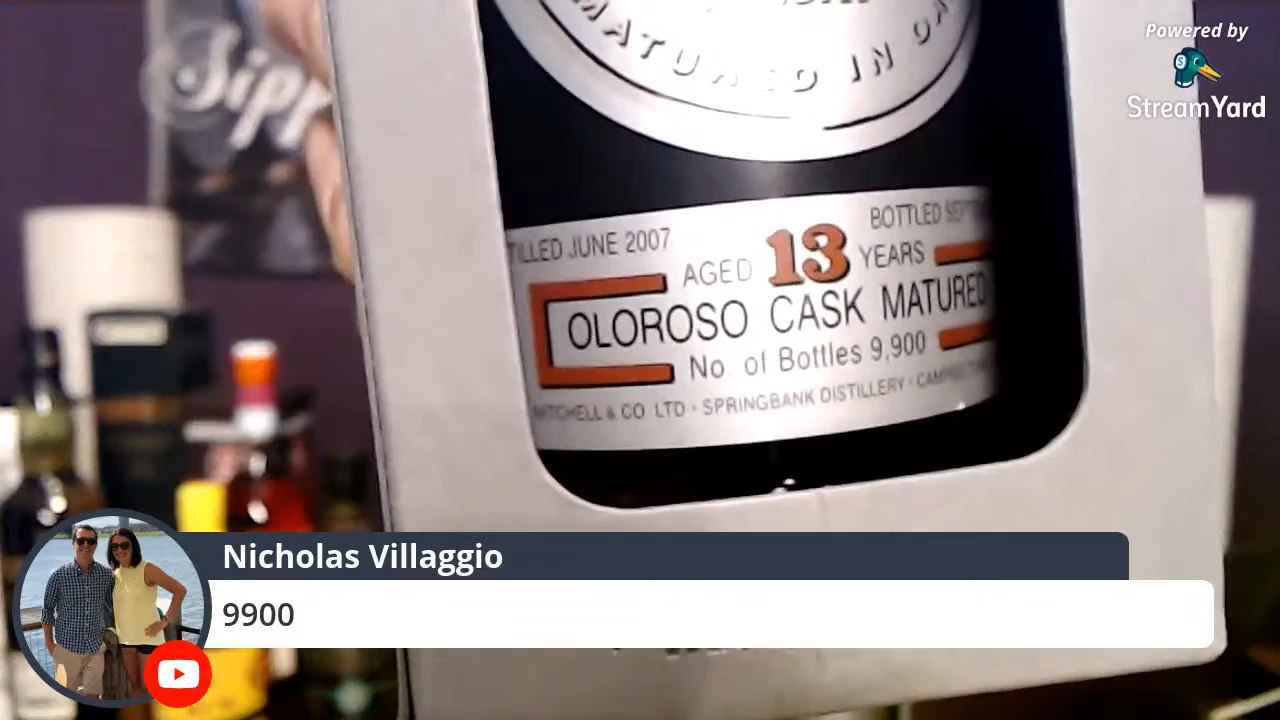 Powered by
StreamYard
Sipp
MATURED IN OA
TILLED JUNE 2007
BOTTLED SEPT
AGED 13 YEARS
OLOROSO CASK MATURED
No. of Bottles 9,900
MITCHELL & CO LTD · SPRINGBANK DISTILLERY ·
Nicholas Villaggio
9900